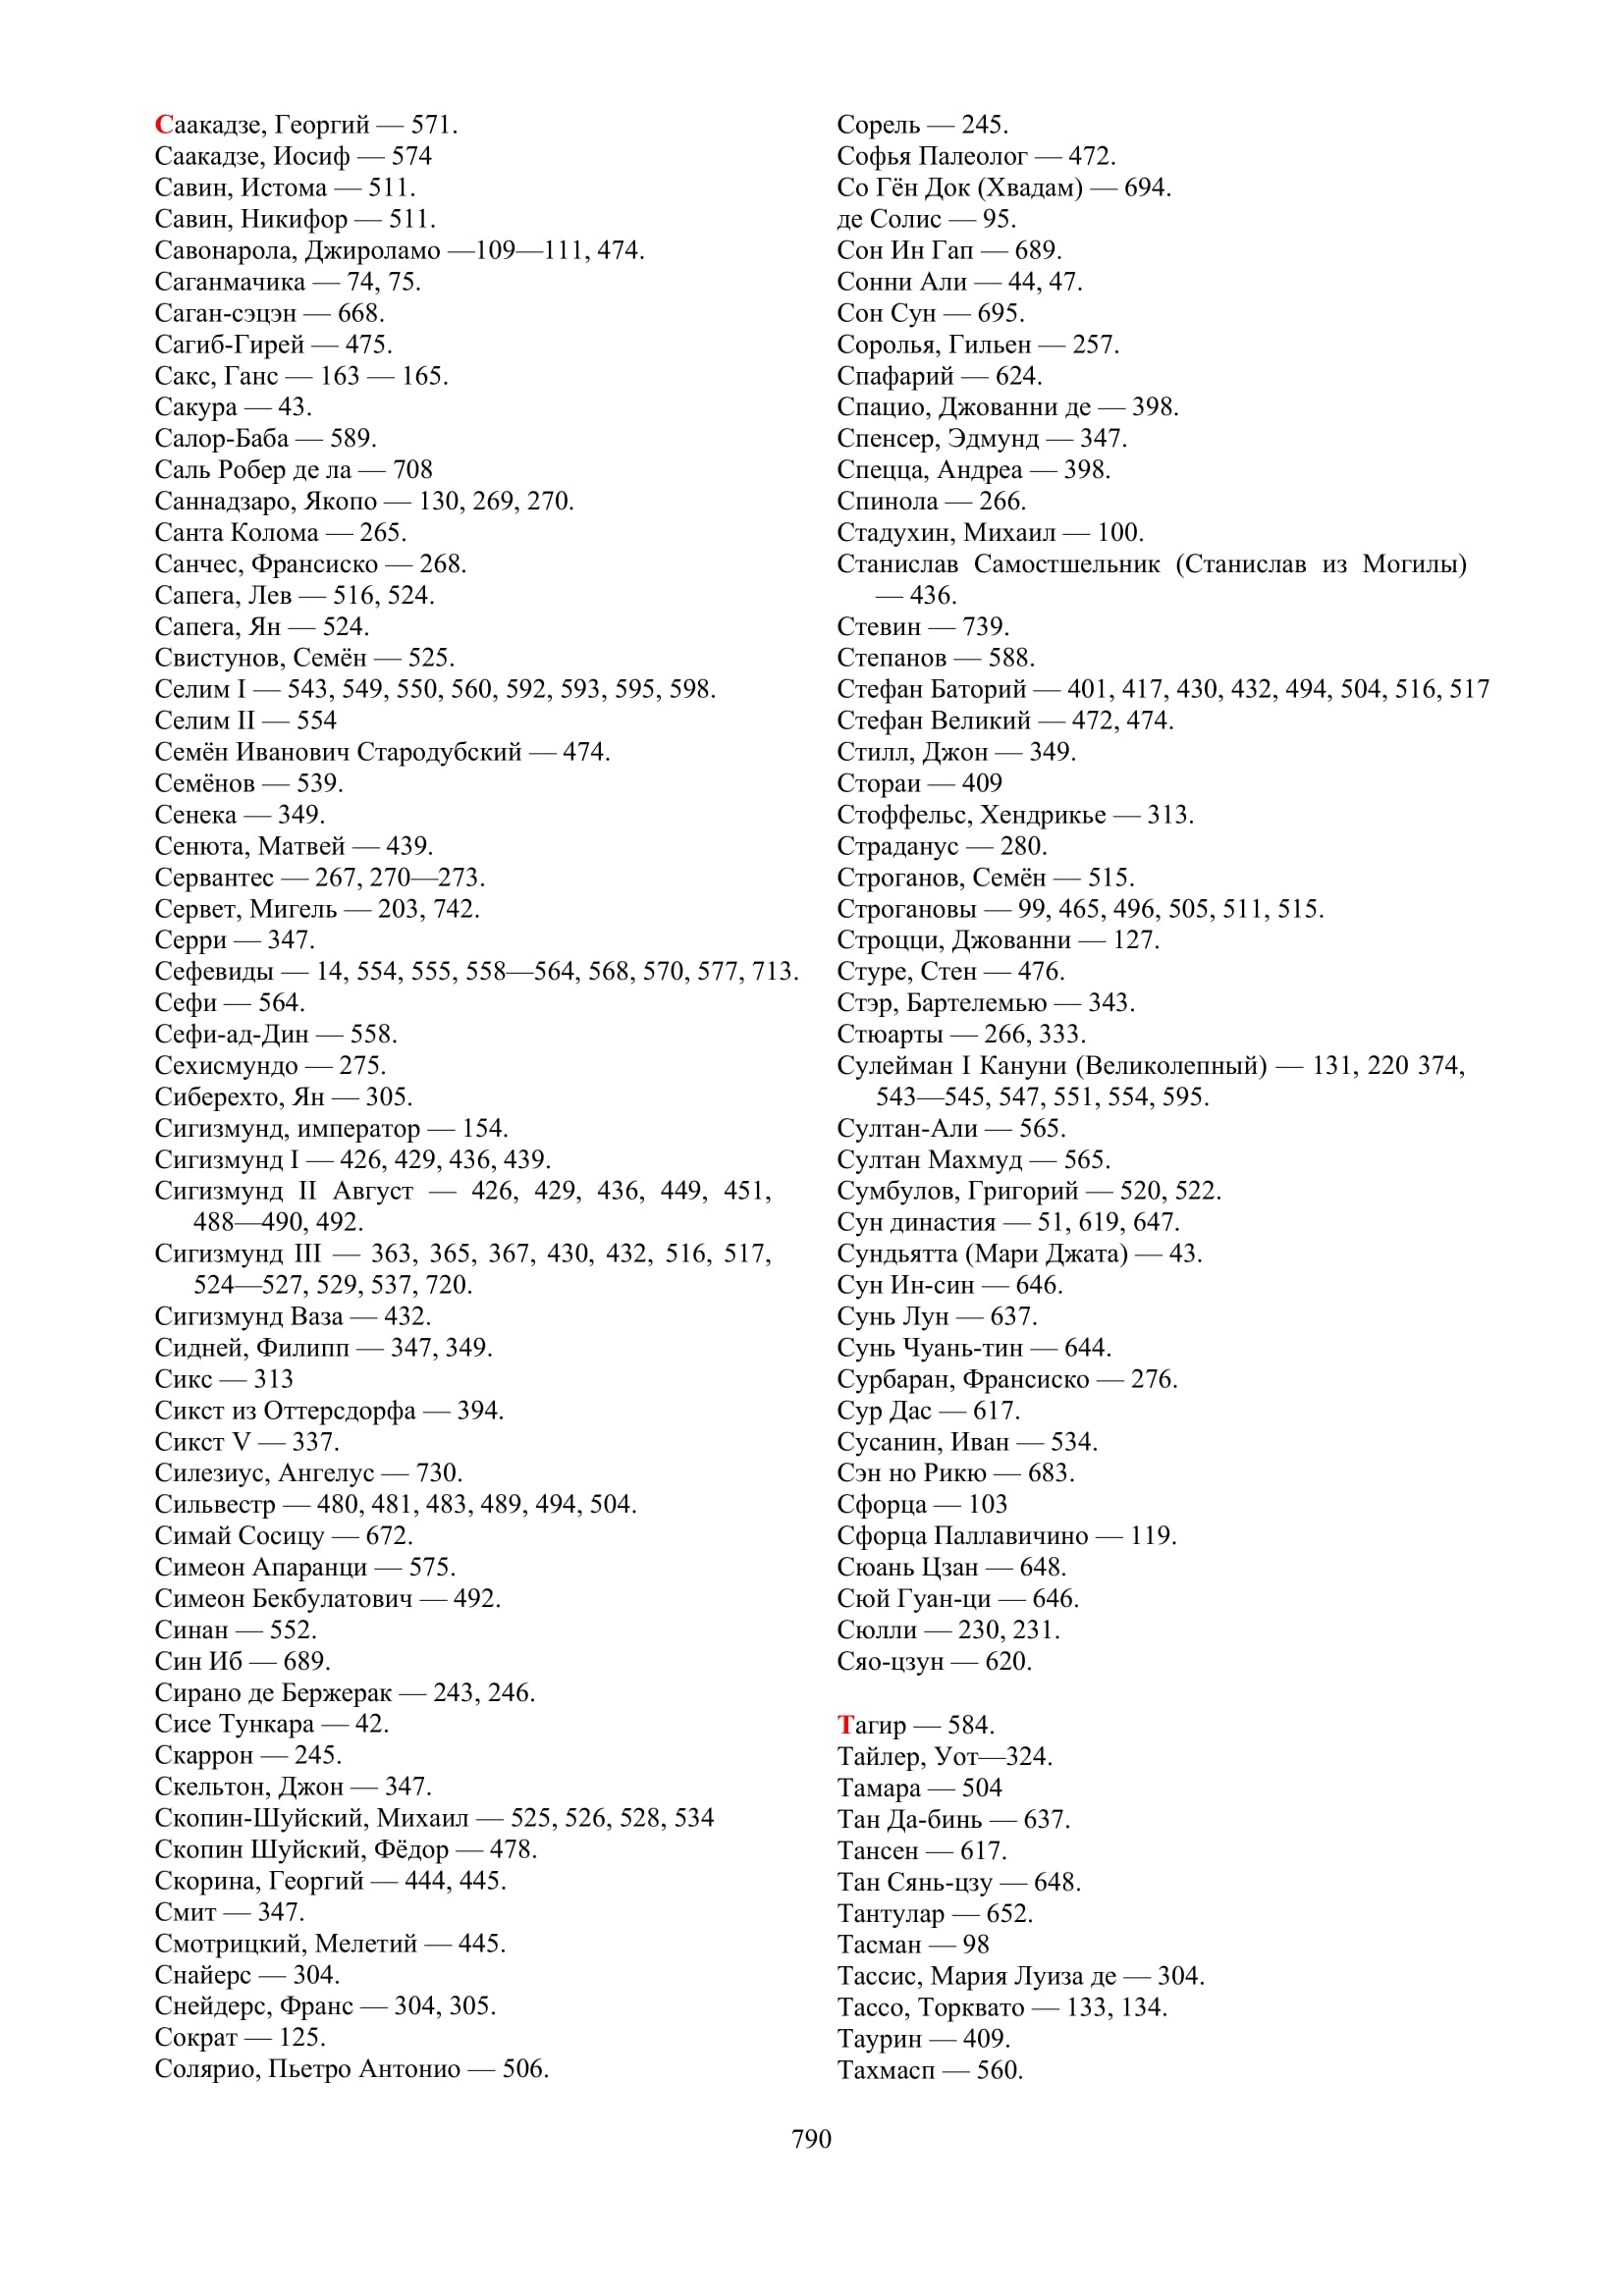 Саакадзе, Георгий — 571.
Саакадзе, Иосиф — 574
Савин, Истома — 511.
Савин, Никифор — 511.
Савонарола, Джироламо —109—111, 474.
Саганмачика — 74, 75.
Саган-сэцэн — 668.
Сагиб-Гирей — 475.
Сакс, Ганс — 163 — 165.
Сакура — 43.
Салор-Баба — 589.
Саль Робер де ла — 708
Саннадзаро, Якопо — 130, 269, 270.
Санта Колома — 265.
Санчес, Франсиско — 268.
Сапега, Лев — 516, 524.
Сапега, Ян — 524.
Свистунов, Семён — 525.
Селим I — 543, 549, 550, 560, 592, 593, 595, 598.
Селим II — 554
Семён Иванович Стародубский — 474.
Семёнов — 539.
Сенека — 349.
Сенюта, Матвей — 439.
Сервантес — 267, 270—273.
Сервет, Мигель — 203, 742.
Серри — 347.
Сефевиды — 14, 554, 555, 558—564, 568, 570, 577, 713.
Сефи — 564.
Сефи-ад-Дин — 558.
Сехисмундо — 275.
Сиберехто, Ян — 305.
Сигизмунд, император — 154.
Сигизмунд I — 426, 429, 436, 439.
Сигизмунд II Август — 426, 429, 436, 449, 451,
488—490, 492.
Сигизмунд III — 363, 365, 367, 430, 432, 516, 517,
524—527, 529, 537, 720.
Сигизмунд Ваза — 432.
Сидней, Филипп — 347, 349.
Сикс — 313
Сикст из Оттерсдорфа — 394.
Сикст V — 337.
Силезиус, Ангелус — 730.
Сильвестр — 480, 481, 483, 489, 494, 504.
Симай Сосицу — 672.
Симеон Апаранци — 575.
Симеон Бекбулатович — 492.
Синан — 552.
Син Иб — 689.
Сирано де Бержерак — 243, 246.
Сисе Тункара — 42.
Скаррон — 245.
Скельтон, Джон — 347.
Скопин-Шуйский, Михаил — 525, 526, 528, 534
Скопин Шуйский, Фёдор — 478.
Скорина, Георгий — 444, 445.
Смит — 347.
Смотрицкий, Мелетий — 445.
Снайерс — 304.
Снейдерс, Франс — 304, 305.
Сократ — 125.
Солярио, Пьетро Антонио — 506.
Сорель — 245.
Софья Палеолог — 472.
Со Гён Док (Хвадам) — 694.
де Солис — 95.
Сон Ин Гап — 689.
Сонни Али — 44, 47.
Сон Сун — 695.
Соролья, Гильен — 257.
Спафарий — 624.
Спацио, Джованни де — 398.
Спенсер, Эдмунд — 347.
Спецца, Андреа — 398.
Спинола — 266.
Стадухин, Михаил — 100.
Станислав Самостшельник (Станислав из Могилы)
— 436.
Стевин — 739.
Степанов — 588.
Стефан Баторий — 401, 417, 430, 432, 494, 504, 516, 517
Стефан Великий — 472, 474.
Стилл, Джон — 349.
Стораи — 409
Стоффельс, Хендрикье — 313.
Страданус — 280.
Строганов, Семён — 515.
Строгановы — 99, 465, 496, 505, 511, 515.
Строцци, Джованни — 127.
Стуре, Стен — 476.
Стэр, Бартелемью — 343.
Стюарты — 266, 333.
Сулейман I Кануни (Великолепный) — 131, 220 374,
543—545, 547, 551, 554, 595.
Султан-Али — 565.
Султан Махмуд — 565.
Сумбулов, Григорий — 520, 522.
Сун династия — 51, 619, 647.
Сундьятта (Мари Джата) — 43.
Сун Ин-син — 646.
Сунь Лун — 637.
Сунь Чуань-тин — 644.
Сурбаран, Франсиско — 276.
Сур Дас — 617.
Сусанин, Иван — 534.
Сэн но Рикю — 683.
Сфорца — 103
Сфорца Паллавичино — 119.
Сюань Цзан — 648.
Сюй Гуан-ци — 646.
Сюлли — 230, 231.
Сяо-цзун — 620.
Тагир — 584.
Тайлер, Уот—324.
Тамара — 504
Тан Да-бинь — 637.
Тансен — 617.
Тан Сянь-цзу — 648.
Тантулар — 652.
Тасман — 98
Тассис, Мария Луиза де — 304.
Тассо, Торквато — 133, 134.
Таурин — 409.
Тахмасп — 560.
790